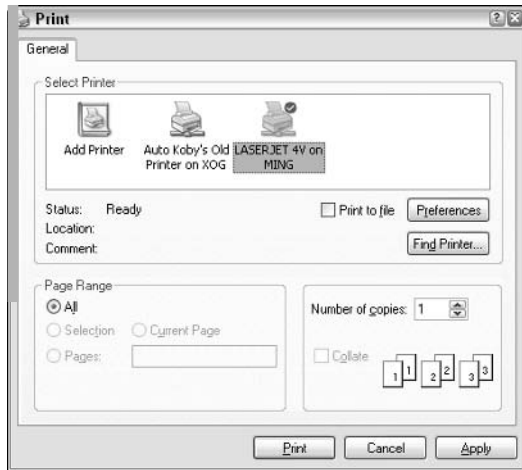 Print
General
Select Printer
Add Printer
Auto Koby's Old
Printer on XOG
LASERJET 4V on
MING
Status: Ready
Location:
Comment:
Print to file
Preferences
Find Printer...
Page Range
All
Selection
Current Page
Pages:
Number of copies: 1
Collate
1 1 2 2 3 3
Print
Cancel
Apply